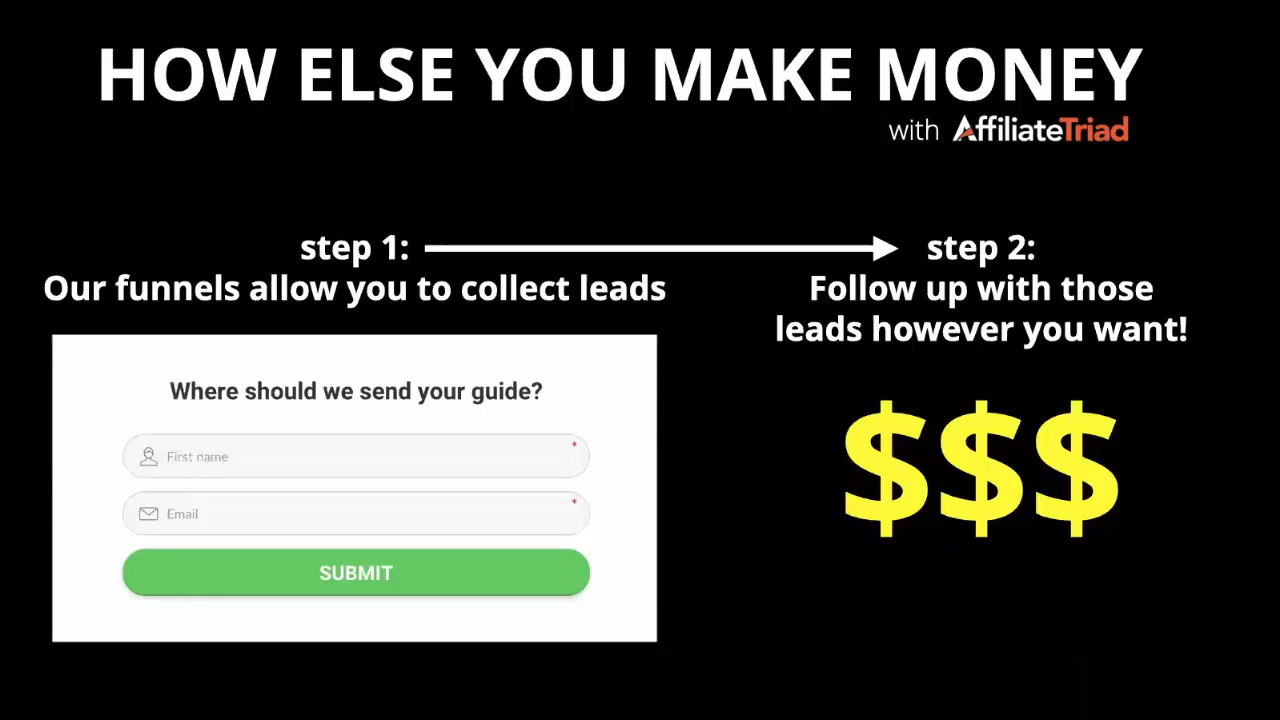 HOW ELSE YOU MAKE MONEY
with AffiliateTriad
step 1:
Our funnels allow you to collect leads
Where should we send your guide?
First name *
Email *
SUBMIT
step 2:
Follow up with those
leads however you want!
$$$